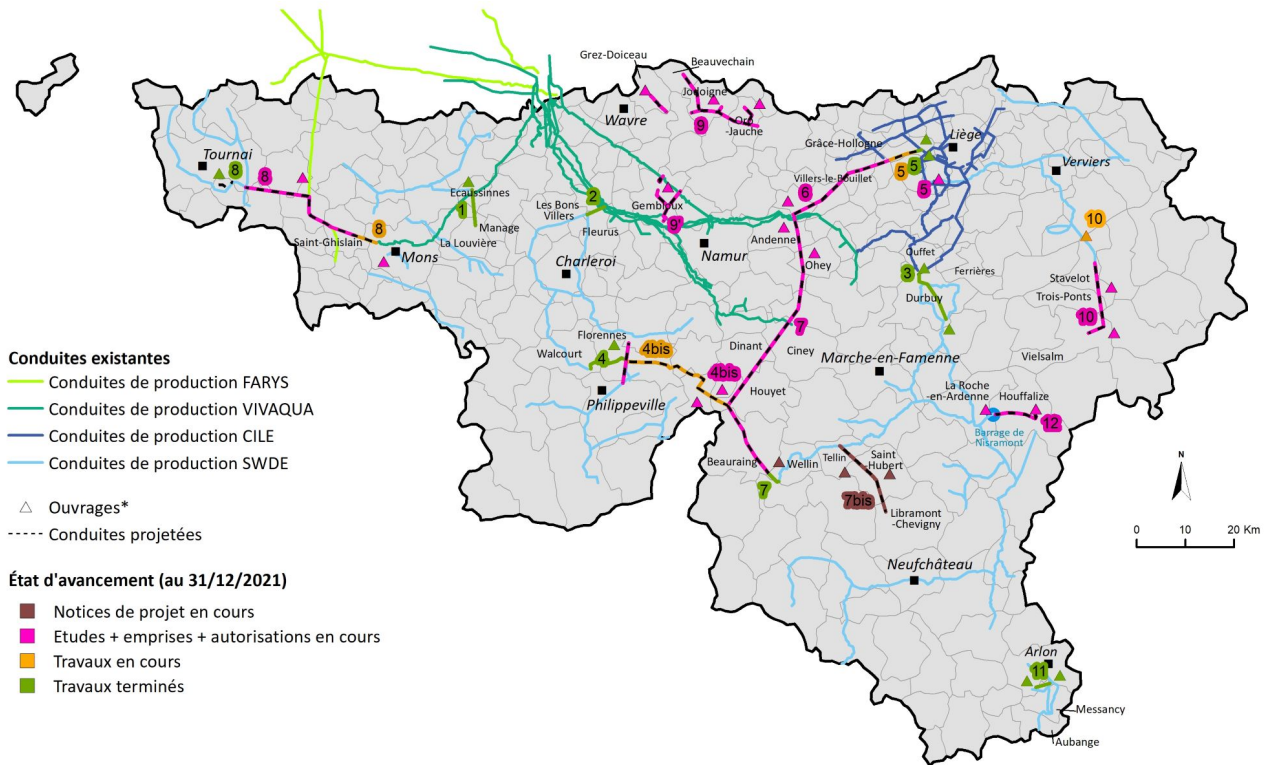 Grez-Doiceau
Beauvechain
Jodoigne
Wavre
9
Orp
-Jauche
Tournai
8
8
Grâce-Hollogne
Liège
5
5
5
Verviers
Villers-le-Bouillet
6
Ecaussinnes
1
Manage
Les Bons
Villers
2
Fleurus
Gembloux
9'
Andenne
Namur
8
Saint-Ghislain
La Louvière
Mons
Charleroi
Ohey
Ouffet
3
Ferrières
Durbuy
10
Stavelot
Trois-Ponts
10
Vielsalm
7
Ciney
Dinant
Florennes
Walcourt
4
4bis
4bis
Philippeville
Houyet
Marche-en-Famenne
La Roche
-en-Ardenne
Houffalize
12
Barrage de
Nisramont
Beauraing
7
Wellin
Tellin
Saint
-Hubert
7bis
Libramont
-Chevigny
Neufchâteau
Arlon
11
Messancy
Aubange
N
0 10 20 Km
Conduites existantes
Conduites de production FARYS
Conduites de production VIVAQUA
Conduites de production CILE
Conduites de production SWDE
Ouvrages*
Conduites projetées
État d'avancement (au 31/12/2021)
Notices de projet en cours
Etudes + emprises + autorisations en cours
Travaux en cours
Travaux terminés